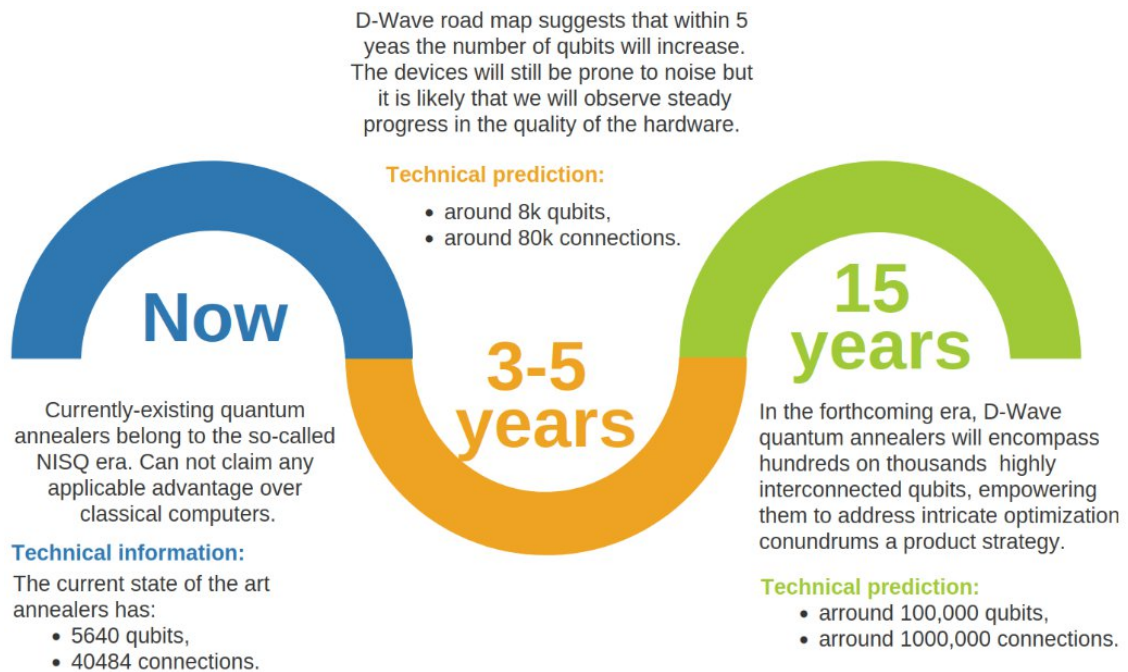 D-Wave road map suggests that within 5
yeas the number of qubits will increase.
The devices will still be prone to noise but
it is likely that we will observe steady
progress in the quality of the hardware.
Technical prediction:
• around 8k qubits,
• around 80k connections.
Now
3-5
years
15
years
Currently-existing quantum
annealers belong to the so-called
NISQ era. Can not claim any
applicable advantage over
classical computers.
Technical information:
The current state of the art
annealers has:
• 5640 qubits,
• 40484 connections.
In the forthcoming era, D-Wave
quantum annealers will encompass
hundreds on thousands highly
interconnected qubits, empowering
them to address intricate optimization
conundrums a product strategy.
Technical prediction:
• arround 100,000 qubits,
• arround 1000,000 connections.